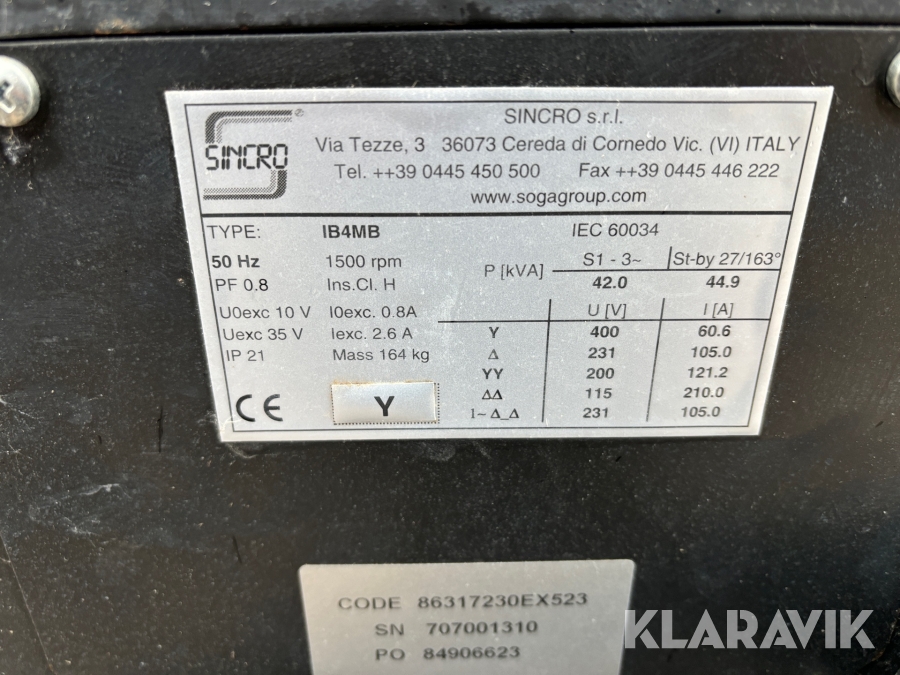 SINCRO®
SINCRO s.r.l.
Via Tezze, 3 36073 Cereda di Cornedo Vic. (VI) ITALY
Tel. ++39 0445 450 500 Fax ++39 0445 446 222
www.sogagroup.com
TYPE: IB4MB IEC 60034
50 Hz 1500 rpm P [kVA] S1 - 3~ St-by 27/163°
PF 0.8 Ins.Cl. H 42.0 44.9
U0exc 10 V I0exc. 0.8A U [V] I [A]
Uexc 35 V Iexc. 2.6 A Y 400 60.6
IP 21 Mass 164 kg Δ 231 105.0
YY 200 121.2
ΔΔ 115 210.0
1~ Δ_Δ 231 105.0
CE Y
CODE 86317230EX523
SN 707001310
PO 84906623
KLARAVIK